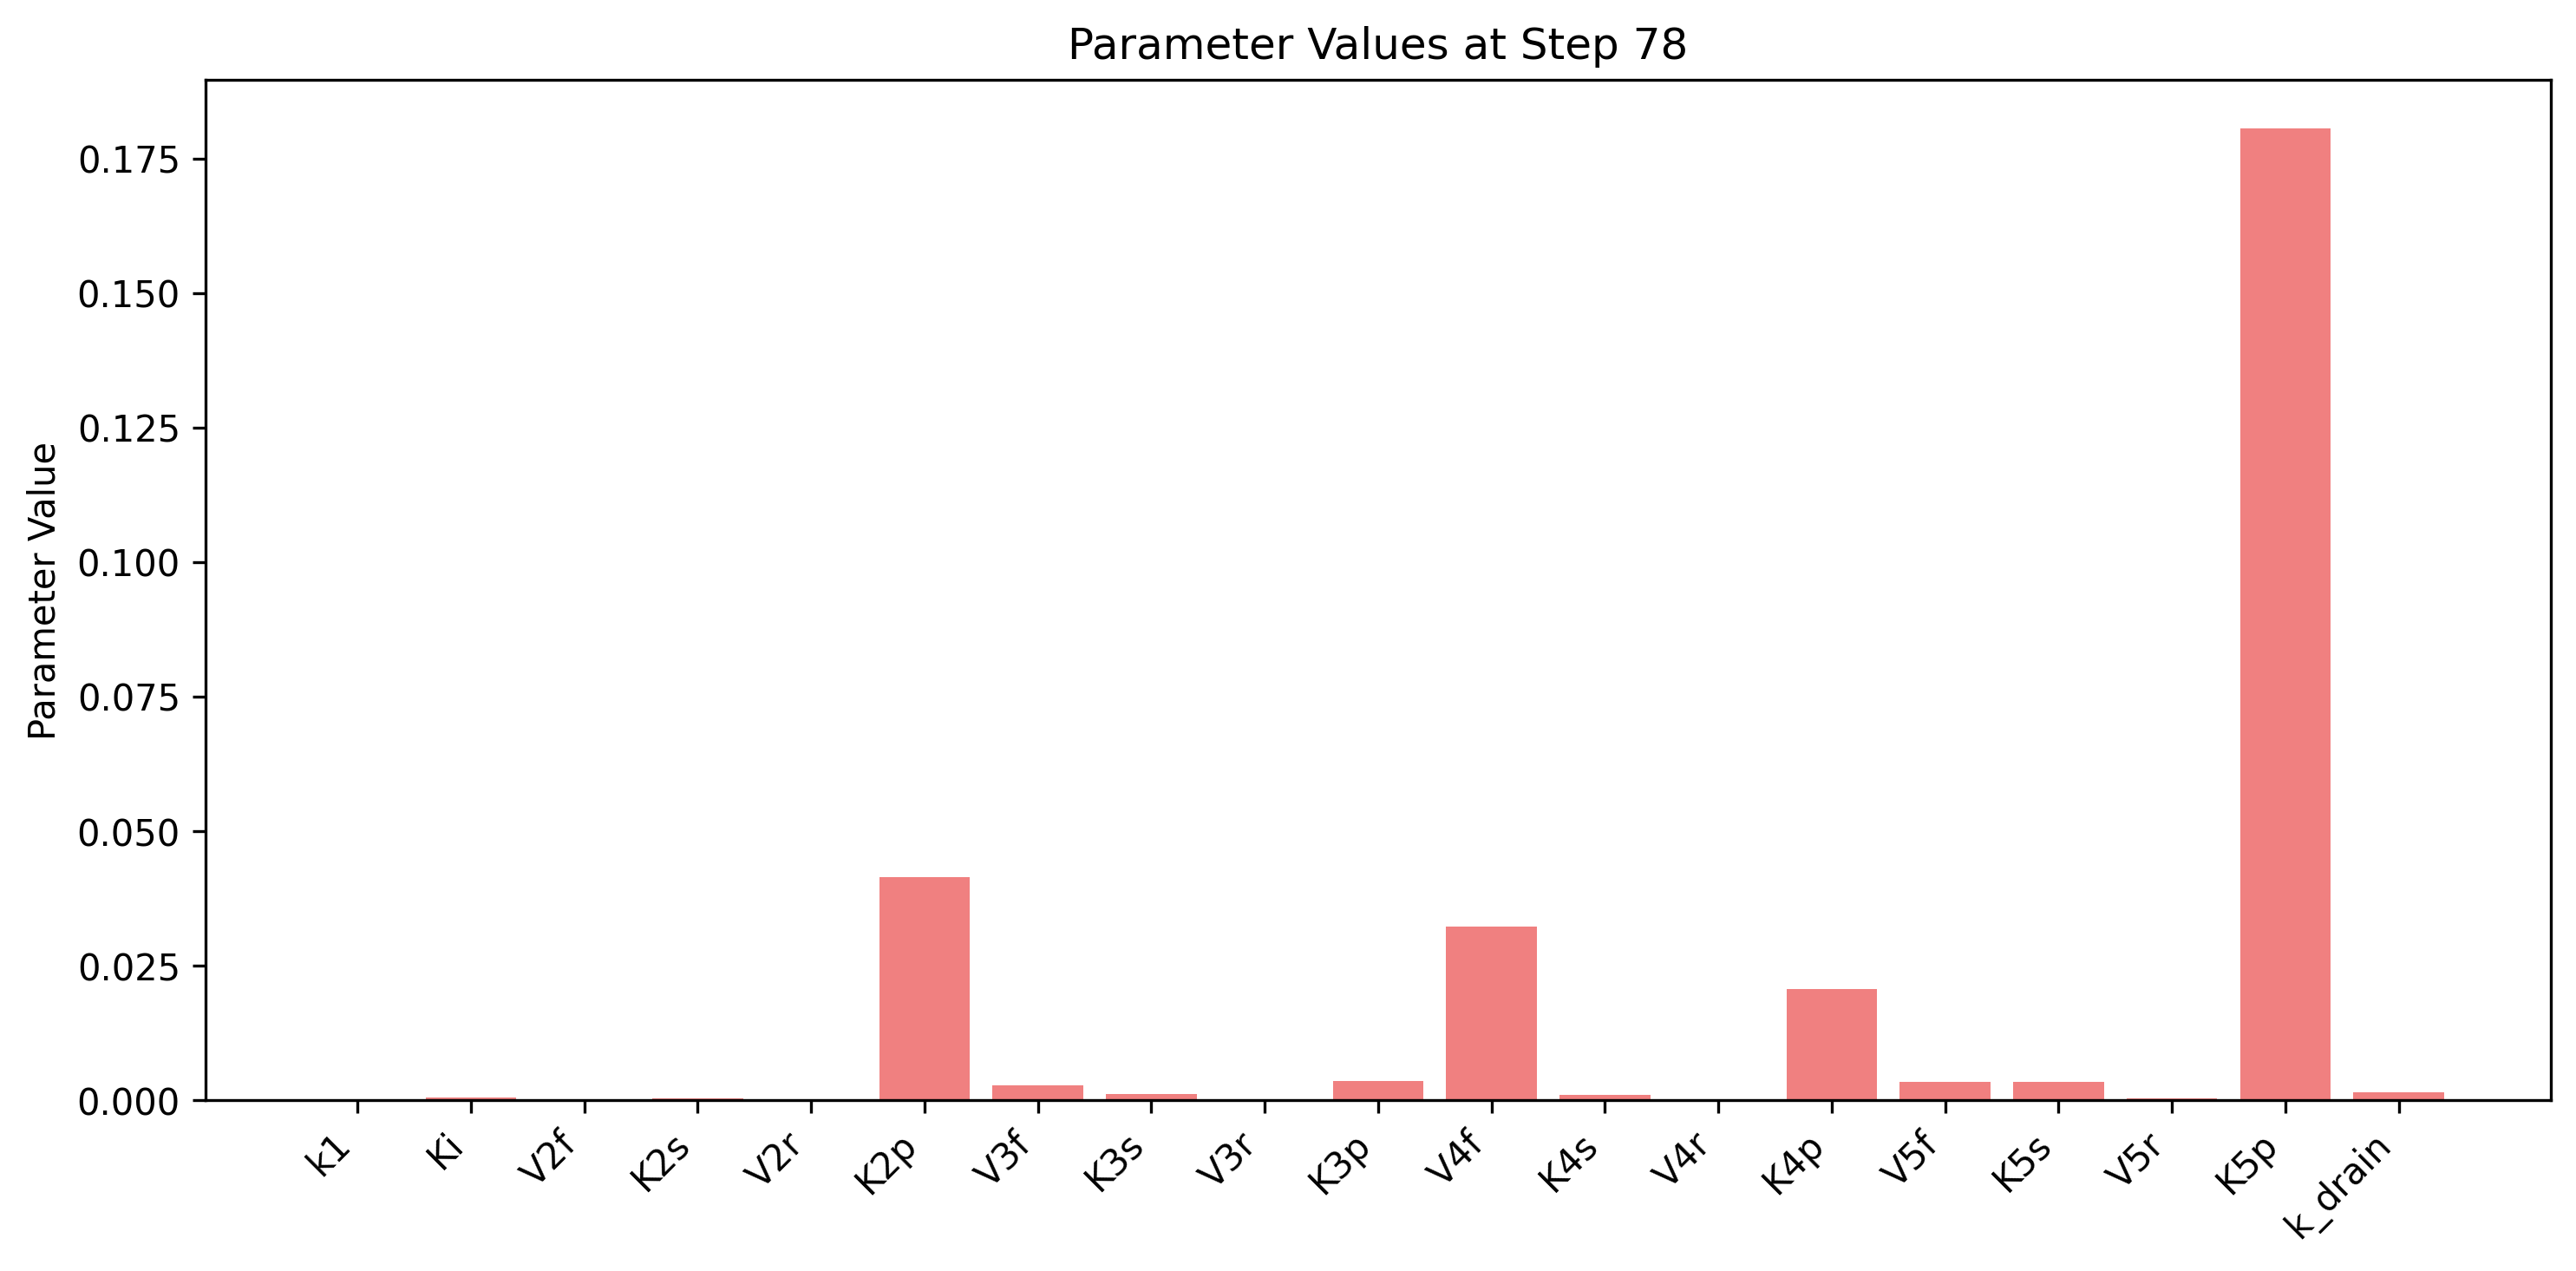 Parameter Values at Step 78
Parameter Value
0.175
0.150
0.125
0.100
0.075
0.050
0.025
0.000
k1
Ki
V2f
K2s
V2r
K2p
V3f
K3s
V3r
K3p
V4f
K4s
V4r
K4p
V5f
K5s
V5r
K5p
k_drain